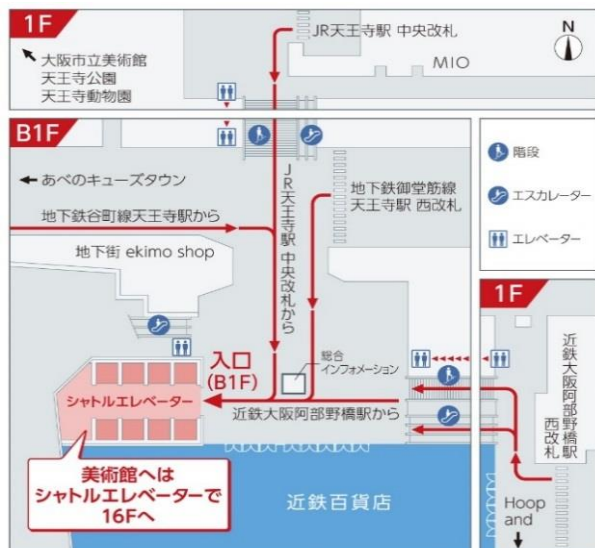 1F
JR天王寺駅 中央改札
MIO
N
大阪市立美術館
天王寺公園
天王寺動物園
B1F
階段
エスカレーター
エレベーター
あべのキューズタウン
地下鉄谷町線天王寺駅から
地下街 ekimo shop
JR天王寺駅 中央改札から
地下鉄御堂筋線
天王寺駅 西改札
1F
近鉄大阪阿部野橋駅
西改札
入口
(B1F)
総合
インフォメーション
シャトルエレベーター
近鉄大阪阿部野橋駅から
美術館へは
シャトルエレベーターで
16Fへ
近鉄百貨店
Hoop
and